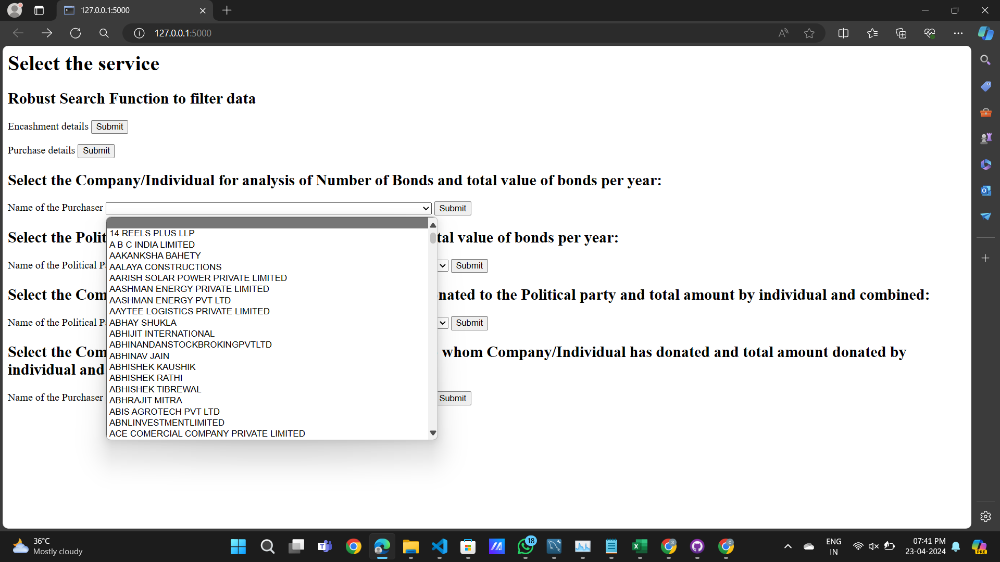 127.0.0.1:5000
127.0.0.1:5000
Select the service
Robust Search Function to filter data
Encashment details Submit
Purchase details Submit
Select the Company/Individual for analysis of Number of Bonds and total value of bonds per year:
Name of the Purchaser Submit
14 REELS PLUS LLP
Select the Polit tal value of bonds per year:
A B C INDIA LIMITED
AAKANKSHA BAHETY
Name of the Political Pa Submit
AALAYA CONSTRUCTIONS
AARISH SOLAR POWER PRIVATE LIMITED
AASHMAN ENERGY PRIVATE LIMITED
Select the Com nated to the Political party and total amount by individual and combined:
AASHMAN ENERGY PVT LTD
AAYTEE LOGISTICS PRIVATE LIMITED
Name of the Political Pa Submit
ABHAY SHUKLA
ABHIJIT INTERNATIONAL
ABHINANDANSTOCKBROKINGPVTLTD
Select the Com whom Company/Individual has donated and total amount donated by
ABHINAV JAIN
individual and
ABHISHEK KAUSHIK
ABHISHEK RATHI
ABHISHEK TIBREWAL
Name of the Purchaser Submit
ABHRAJIT MITRA
ABIS AGROTECH PVT LTD
ABNLINVESTMENTLIMITED
ACE COMERCIAL COMPANY PRIVATE LIMITED
36°C
Mostly cloudy
18
S
C
ENG
IN
07:41 PM
23-04-2024
PRE